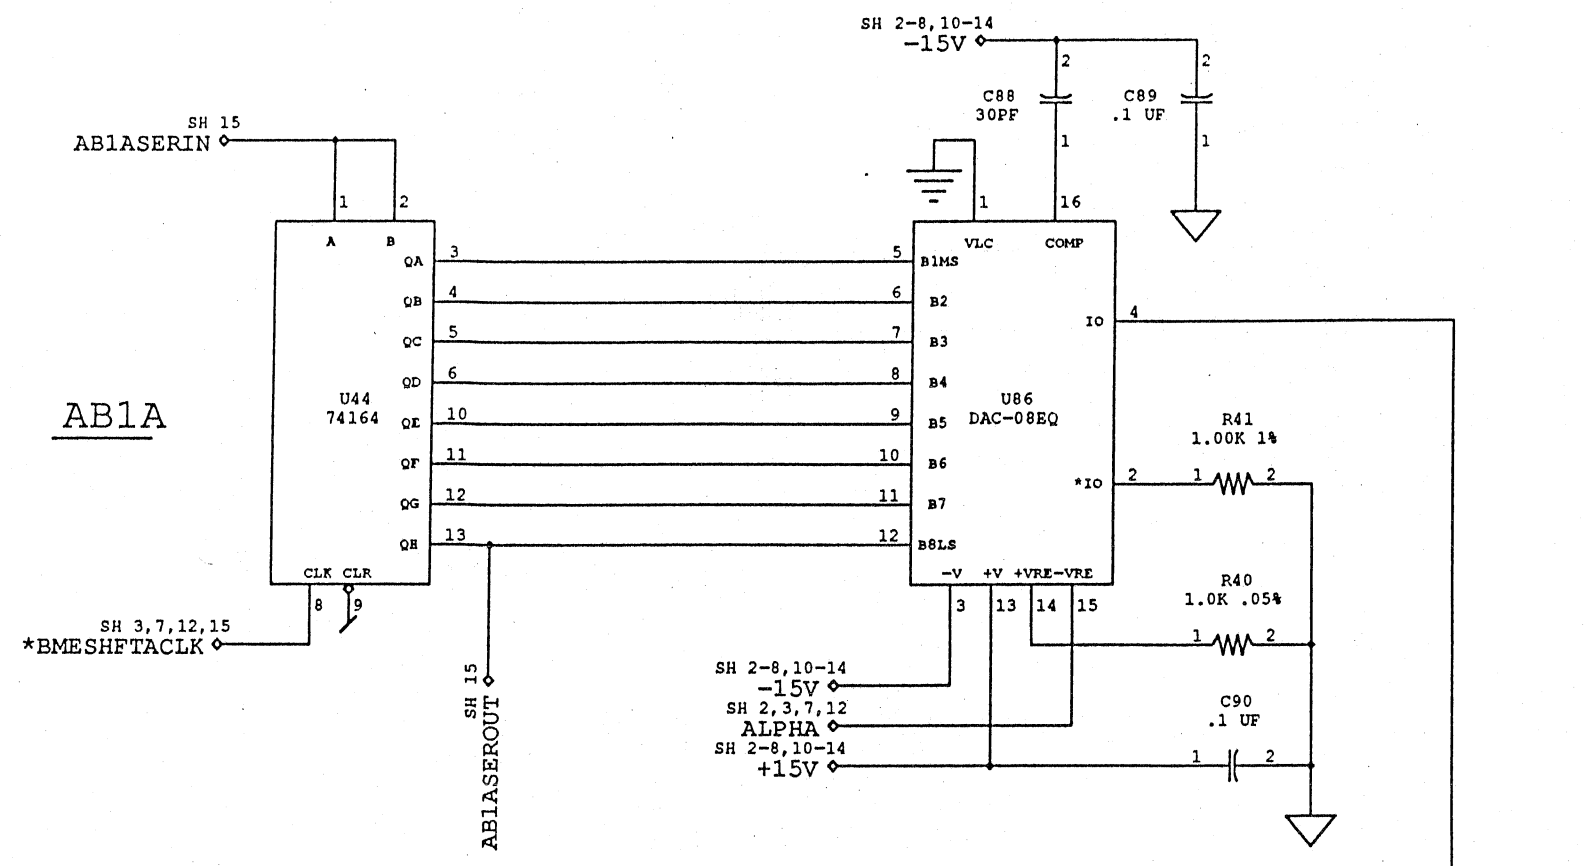 SH 2-8,10-14
-15V
2
2
C88
30PF
C89
.1 UF
SH 15
AB1ASERIN
1
1
1
2
1
16
A
B
VLC
COMP
QA
3
5
B1MS
QB
4
6
B2
IO
4
QC
5
7
B3
QD
6
8
B4
AB1A
U44
74164
U86
DAC-08EQ
QE
10
9
B5
R41
1.00K 1%
QF
11
10
B6
*IO
2
1
2
QG
12
11
B7
QH
13
12
B8LS
CLK
CLR
-V
+V
+VRE
-VRE
8
9
3
13
14
15
R40
1.0K .05%
SH 3,7,12,15
*BMESHFTACLK
1
2
SH 15
AB1ASEROUT
SH 2-8,10-14
-15V
SH 2,3,7,12
ALPHA
SH 2-8,10-14
+15V
C90
.1 UF
1
2